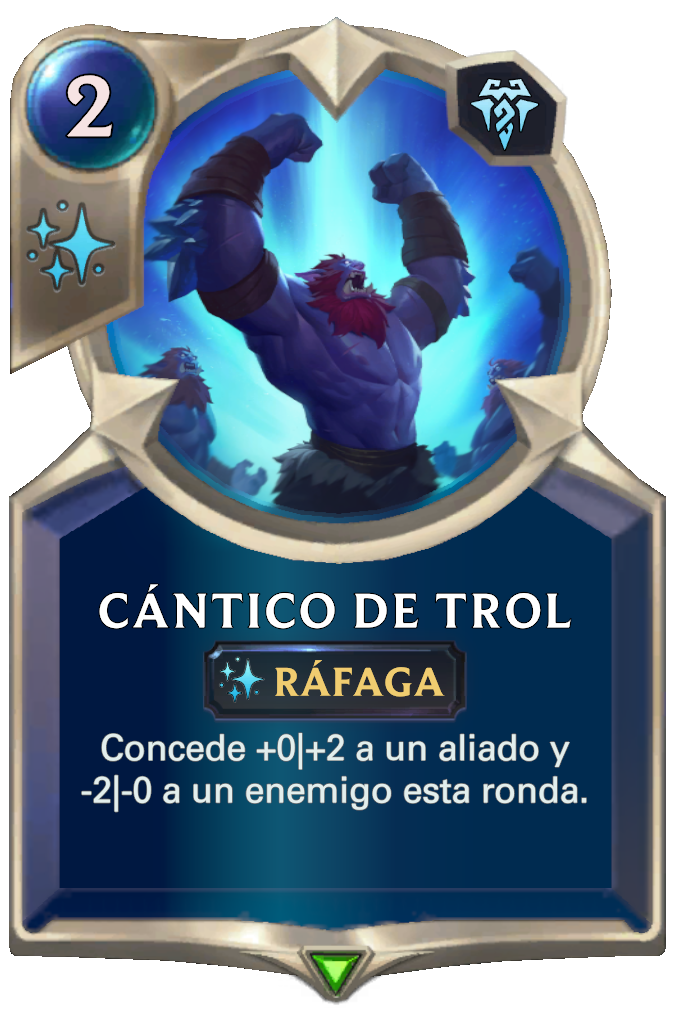 2
CÁNTICO DE TROL
RÁFAGA
Concede +0|+2 a un aliado y
-2|-0 a un enemigo esta ronda.